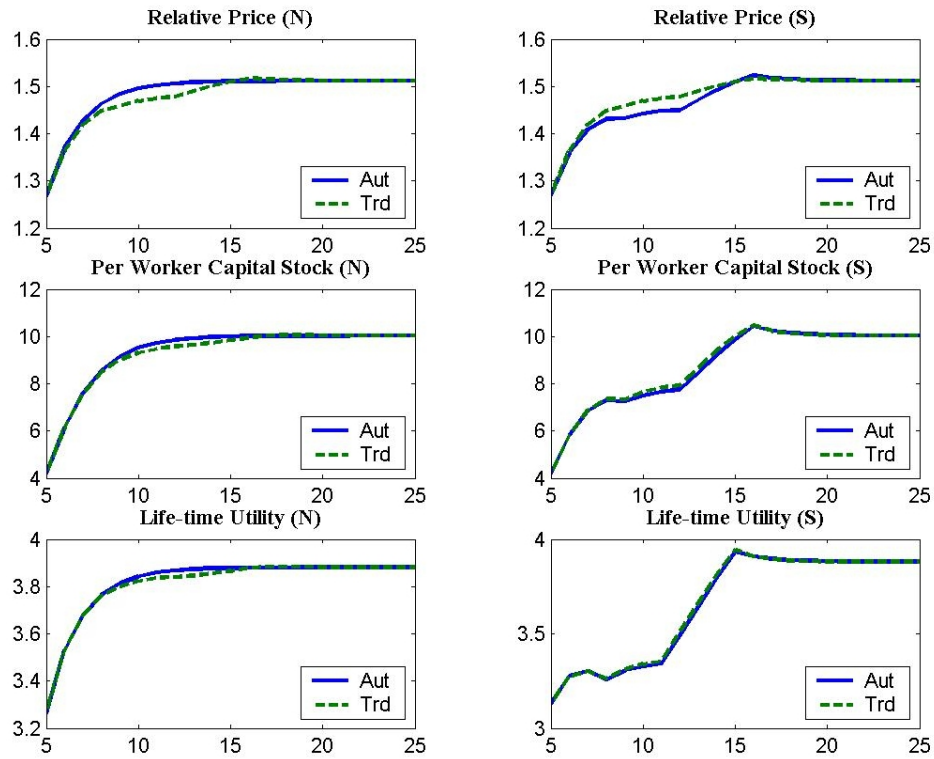 Relative Price (N)
1.6
1.5
1.4
1.3
1.2
5 10 15 20 25
Aut
Trd
Relative Price (S)
1.6
1.5
1.4
1.3
1.2
5 10 15 20 25
Aut
Trd
Per Worker Capital Stock (N)
12
10
8
6
4
5 10 15 20 25
Aut
Trd
Per Worker Capital Stock (S)
12
10
8
6
4
5 10 15 20 25
Aut
Trd
Life-time Utility (N)
4
3.8
3.6
3.4
3.2
5 10 15 20 25
Aut
Trd
Life-time Utility (S)
4
3.5
3
5 10 15 20 25
Aut
Trd